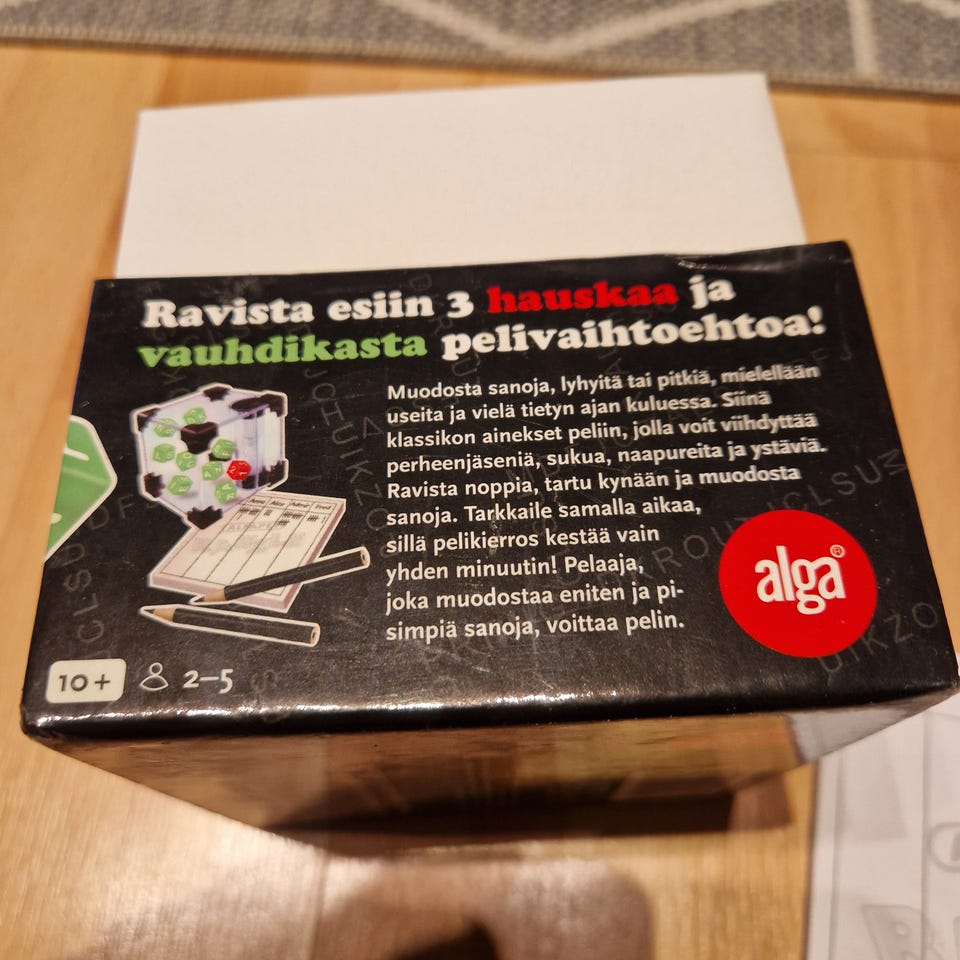 Ravista esiin 3 hauskaa ja
vauhdikasta pelivaihtoehtoa!
Muodosta sanoja, lyhyitä tai pitkiä, mielellään
useita ja vielä tietyn ajan kuluessa. Siinä
klassikon ainekset peliin, jolla voit viihdyttää
perheenjäseniä, sukua, naapureita ja ystäviä.
Ravista noppia, tartu kynään ja muodosta
sanoja. Tarkkaile samalla aikaa,
sillä pelikierros kestää vain
yhden minuutin! Pelaaja,
joka muodostaa eniten ja pi-
simpiä sanoja, voittaa pelin.
alga®
10+ 2–5